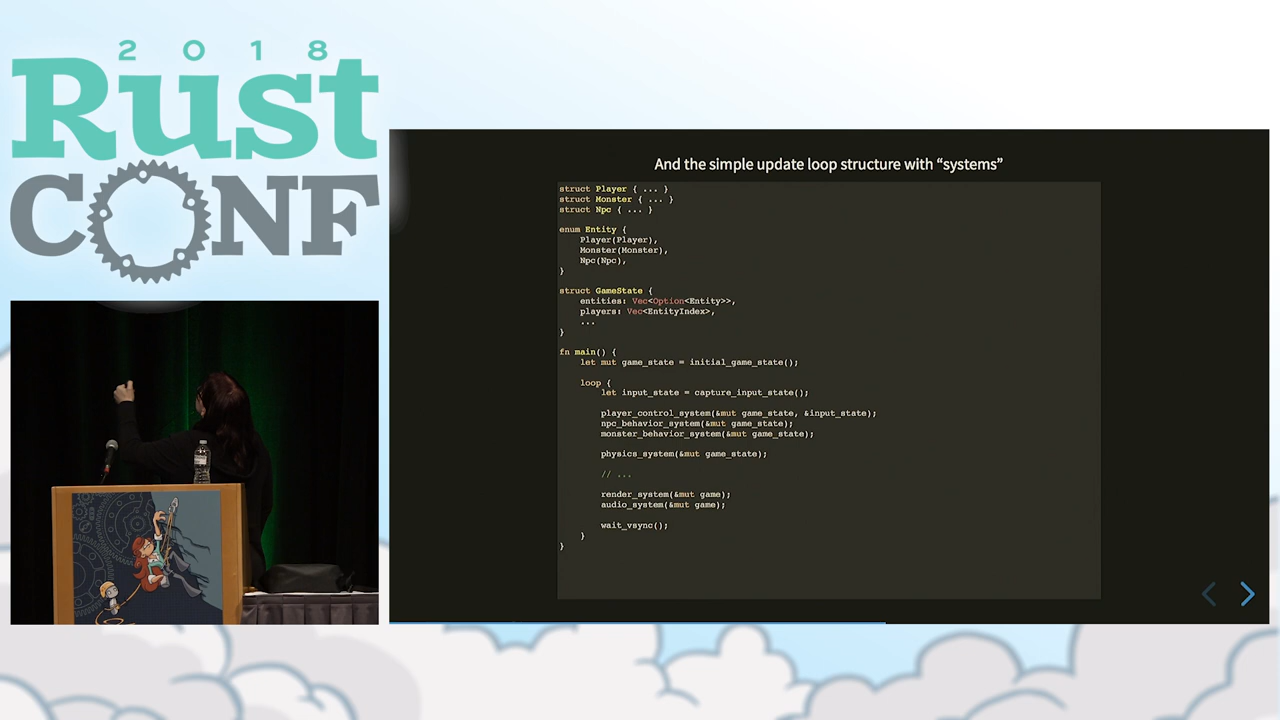 2018
Rust
CONF
And the simple update loop structure with “systems”
struct Player { ... }
struct Monster { ... }
struct Npc { ... }
enum Entity {
    Player(Player),
    Monster(Monster),
    Npc(Npc),
}
struct GameState {
    entities: Vec<Option<Entity>>,
    players: Vec<EntityIndex>,
    ...
}
fn main() {
    let mut game_state = initial_game_state();
    loop {
        let input_state = capture_input_state();
        player_control_system(&mut game_state, &input_state);
        npc_behavior_system(&mut game_state);
        monster_behavior_system(&mut game_state);
        physics_system(&mut game_state);
        // ...
        render_system(&mut game);
        audio_system(&mut game);
        wait_vsync();
    }
}